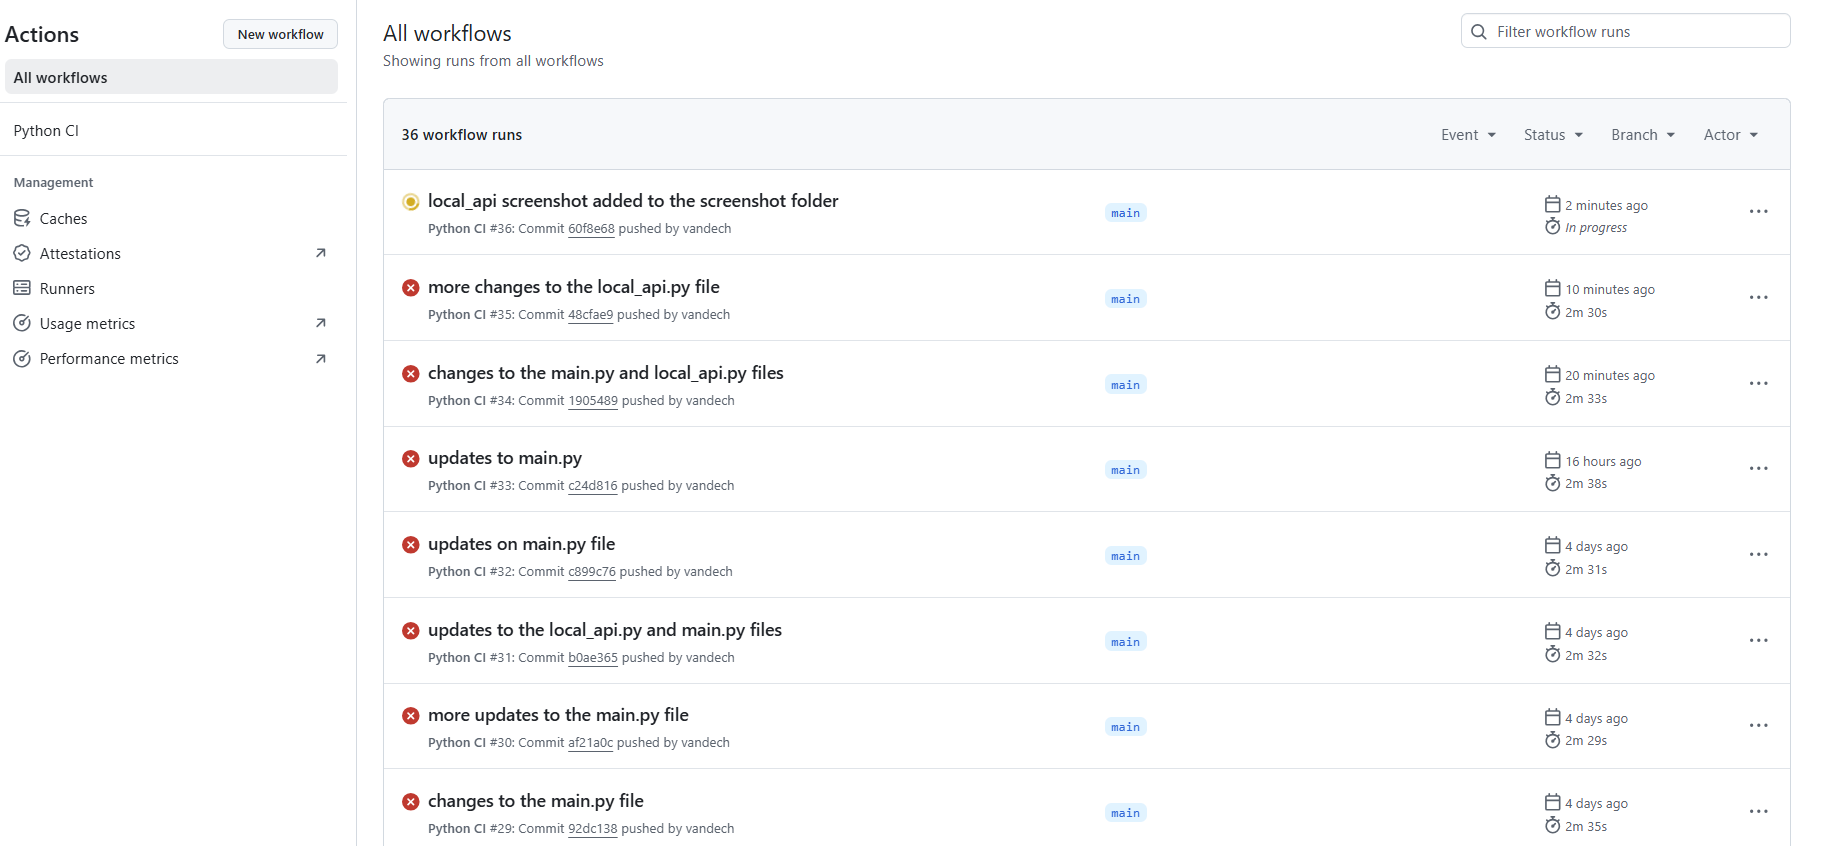 Actions
New workflow
All workflows
Python CI
Management
Caches
Attestations
Runners
Usage metrics
Performance metrics
All workflows
Showing runs from all workflows
Filter workflow runs
36 workflow runs
Event
Status
Branch
Actor
local_api screenshot added to the screenshot folder
Python CI #36: Commit 60f8e68 pushed by vandech
main
2 minutes ago
In progress
more changes to the local_api.py file
Python CI #35: Commit 48cfae9 pushed by vandech
main
10 minutes ago
2m 30s
changes to the main.py and local_api.py files
Python CI #34: Commit 1905489 pushed by vandech
main
20 minutes ago
2m 33s
updates to main.py
Python CI #33: Commit c24d816 pushed by vandech
main
16 hours ago
2m 38s
updates on main.py file
Python CI #32: Commit c899c76 pushed by vandech
main
4 days ago
2m 31s
updates to the local_api.py and main.py files
Python CI #31: Commit b0ae365 pushed by vandech
main
4 days ago
2m 32s
more updates to the main.py file
Python CI #30: Commit af21a0c pushed by vandech
main
4 days ago
2m 29s
changes to the main.py file
Python CI #29: Commit 92dc138 pushed by vandech
main
4 days ago
2m 35s